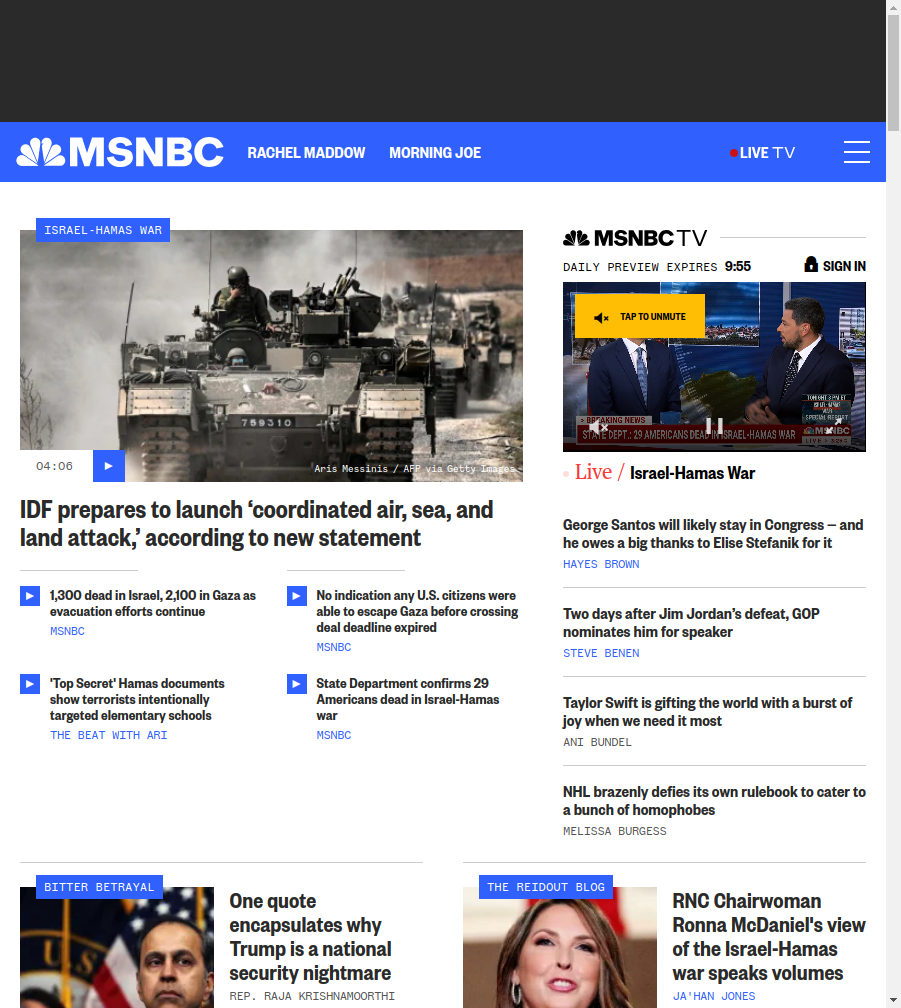 MSNBC
RACHEL MADDOW
MORNING JOE
LIVE TV
ISRAEL-HAMAS WAR
759310
04:06
Aris Messinis / AFP via Getty Images
IDF prepares to launch ‘coordinated air, sea, and
land attack,’ according to new statement
1,300 dead in Israel, 2,100 in Gaza as
evacuation efforts continue
MSNBC
No indication any U.S. citizens were
able to escape Gaza before crossing
deal deadline expired
MSNBC
'Top Secret' Hamas documents
show terrorists intentionally
targeted elementary schools
THE BEAT WITH ARI
State Department confirms 29
Americans dead in Israel-Hamas
war
MSNBC
MSNBC TV
DAILY PREVIEW EXPIRES 9:55
SIGN IN
TAP TO UNMUTE
TONIGHT 8PM ET
WAR
SPECIAL REPORT
BREAKING NEWS
STATE DEPT.: 29 AMERICANS DEAD IN ISRAEL-HAMAS WAR
MSNBC
Live / Israel-Hamas War
George Santos will likely stay in Congress — and
he owes a big thanks to Elise Stefanik for it
HAYES BROWN
Two days after Jim Jordan’s defeat, GOP
nominates him for speaker
STEVE BENEN
Taylor Swift is gifting the world with a burst of
joy when we need it most
ANI BUNDEL
NHL brazenly defies its own rulebook to cater to
a bunch of homophobes
MELISSA BURGESS
BITTER BETRAYAL
One quote
encapsulates why
Trump is a national
security nightmare
REP. RAJA KRISHNAMOORTHI
THE REIDOUT BLOG
RNC Chairwoman
Ronna McDaniel's view
of the Israel-Hamas
war speaks volumes
JA'HAN JONES